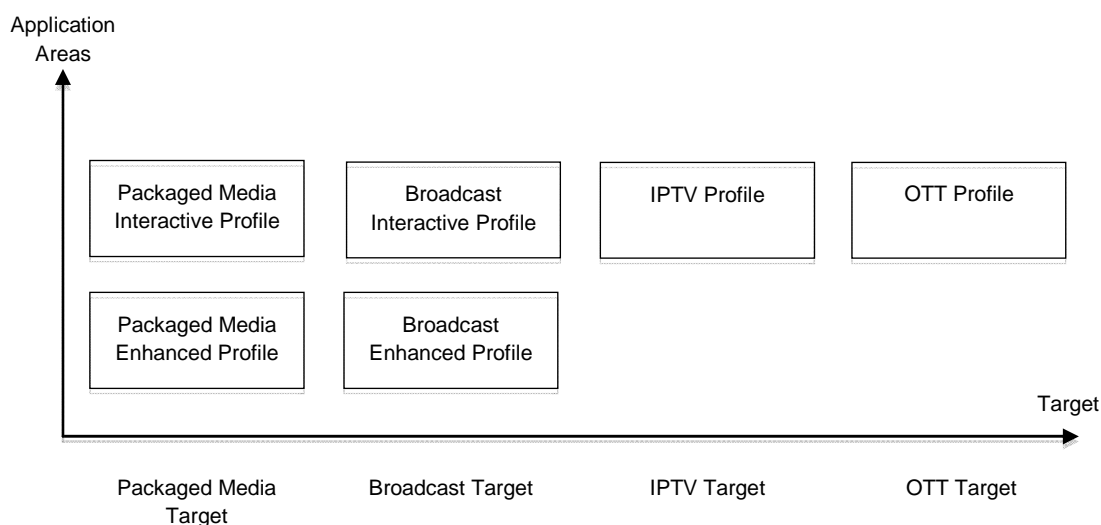 Application
Areas
Packaged Media
Interactive Profile
Broadcast
Interactive Profile
IPTV Profile
OTT Profile
Packaged Media
Enhanced Profile
Broadcast
Enhanced Profile
Target
Packaged Media
Target
Broadcast Target
IPTV Target
OTT Target